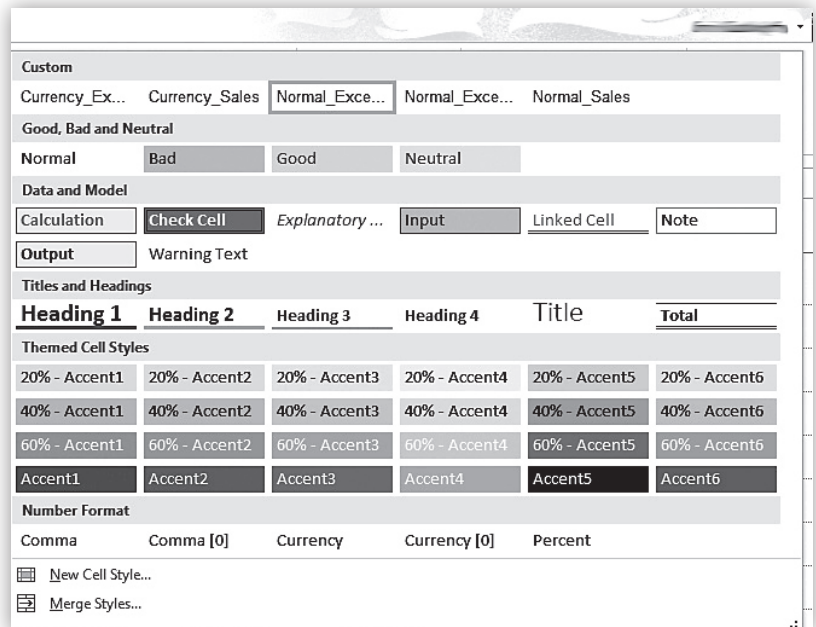 Custom
Currency_Ex... Currency_Sales Normal_Exce... Normal_Exce... Normal_Sales
Good, Bad and Neutral
Normal Bad Good Neutral
Data and Model
Calculation Check Cell Explanatory ... Input Linked Cell Note
Output Warning Text
Titles and Headings
Heading 1 Heading 2 Heading 3 Heading 4 Title Total
Themed Cell Styles
20% - Accent1 20% - Accent2 20% - Accent3 20% - Accent4 20% - Accent5 20% - Accent6
40% - Accent1 40% - Accent2 40% - Accent3 40% - Accent4 40% - Accent5 40% - Accent6
60% - Accent1 60% - Accent2 60% - Accent3 60% - Accent4 60% - Accent5 60% - Accent6
Accent1 Accent2 Accent3 Accent4 Accent5 Accent6
Number Format
Comma Comma [0] Currency Currency [0] Percent
New Cell Style...
Merge Styles...